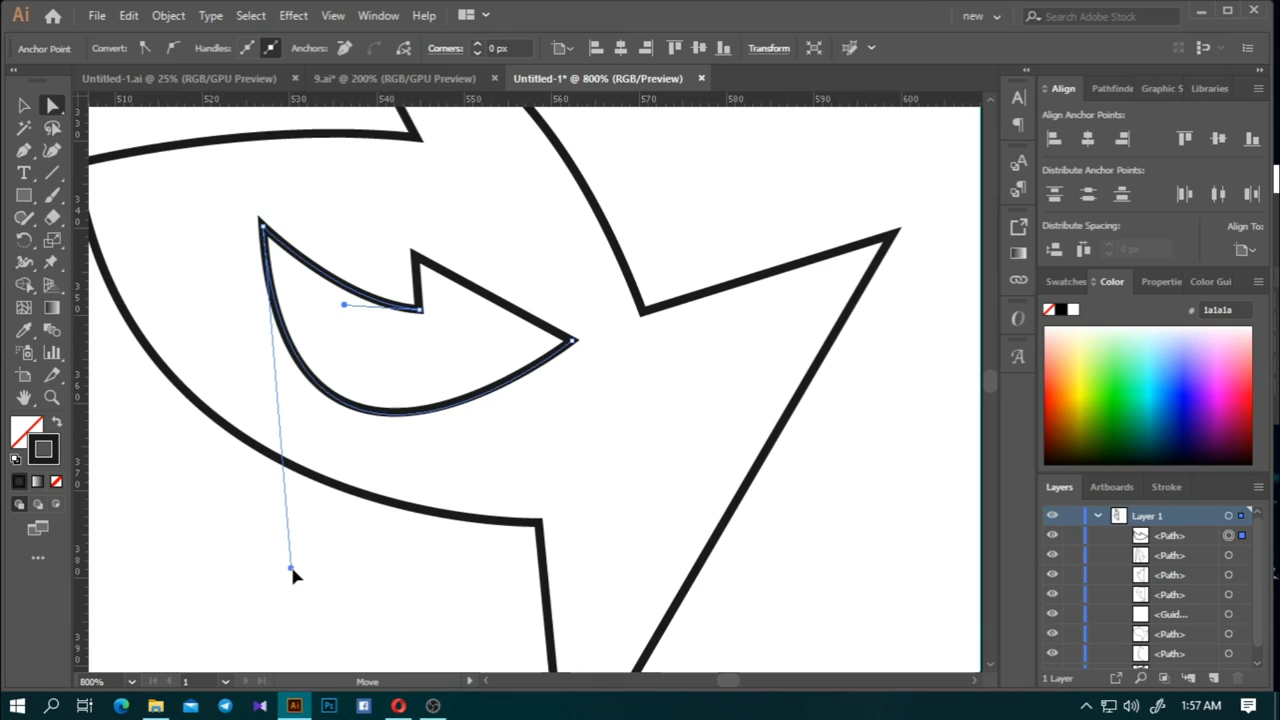 Ai File Edit Object Type Select Effect View Window Help new Search Adobe Stock
Anchor Point Convert: Handles: Anchors: Corners: 0 px Transform
Untitled-1.ai @ 25% (RGB/GPU Preview) × 9.ai* @ 200% (RGB/GPU Preview) × Untitled-1* @ 800% (RGB/Preview) ×
510 520 530 540 550 560 570 580 590 600
Align Pathfinde Graphic S Libraries
Align Anchor Points:
Distribute Anchor Points:
Distribute Spacing: Align To:
0 px
Swatches Color Propertie Color Gui
# 1a1a1a
Layers Artboards Stroke
Layer 1
<Path>
<Path>
<Path>
<Path>
<Guid...
<Path>
<Path>
1 Layer
800% 1 Move
1:57 AM